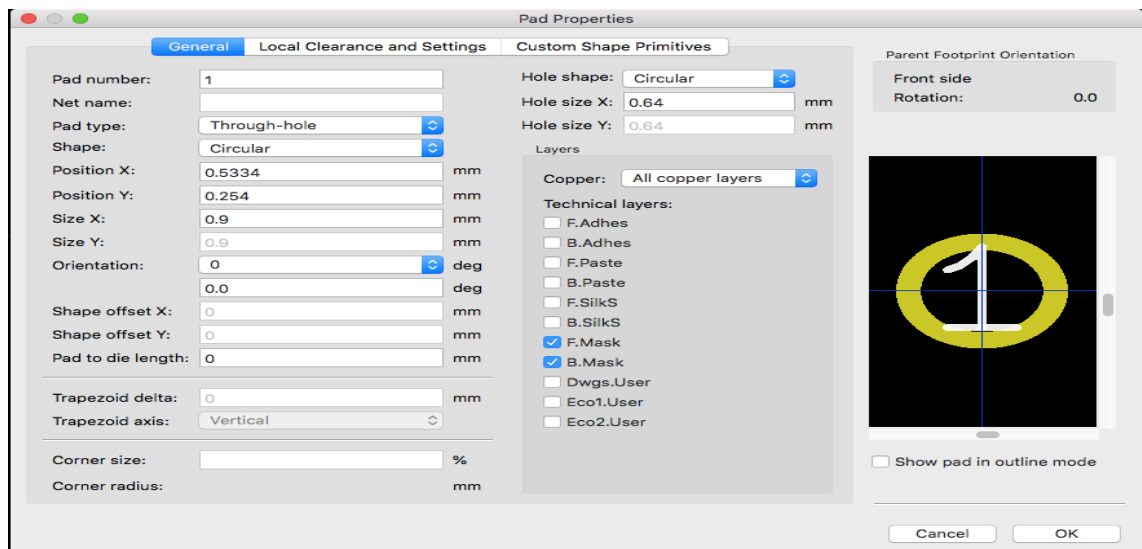 Pad Properties
General Local Clearance and Settings Custom Shape Primitives
Pad number: 1
Net name:
Pad type: Through-hole
Shape: Circular
Position X: 0.5334 mm
Position Y: 0.254 mm
Size X: 0.9 mm
Size Y: 0.9 mm
Orientation: 0 deg
0.0 deg
Shape offset X: 0 mm
Shape offset Y: 0 mm
Pad to die length: 0 mm
Trapezoid delta: 0 mm
Trapezoid axis: Vertical
Corner size: %
Corner radius: mm
Hole shape: Circular
Hole size X: 0.64 mm
Hole size Y: 0.64 mm
Layers
Copper: All copper layers
Technical layers:
F.Adhes
B.Adhes
F.Paste
B.Paste
F.SilkS
B.SilkS
F.Mask
B.Mask
Dwgs.User
Eco1.User
Eco2.User
Parent Footprint Orientation
Front side
Rotation: 0.0
1
Show pad in outline mode
Cancel OK